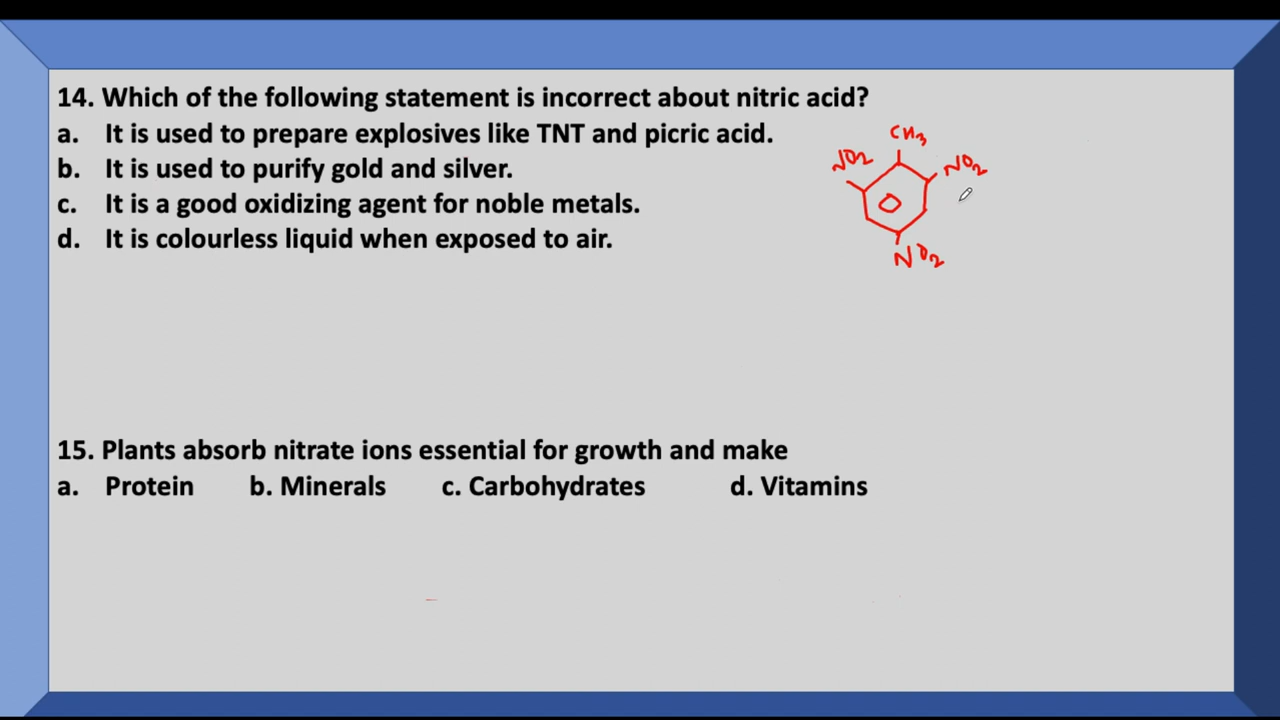 14. Which of the following statement is incorrect about nitric acid?
a. It is used to prepare explosives like TNT and picric acid.
b. It is used to purify gold and silver.
c. It is a good oxidizing agent for noble metals.
d. It is colourless liquid when exposed to air.
CH3
NO2
NO2
NO2
15. Plants absorb nitrate ions essential for growth and make
a. Protein b. Minerals c. Carbohydrates d. Vitamins